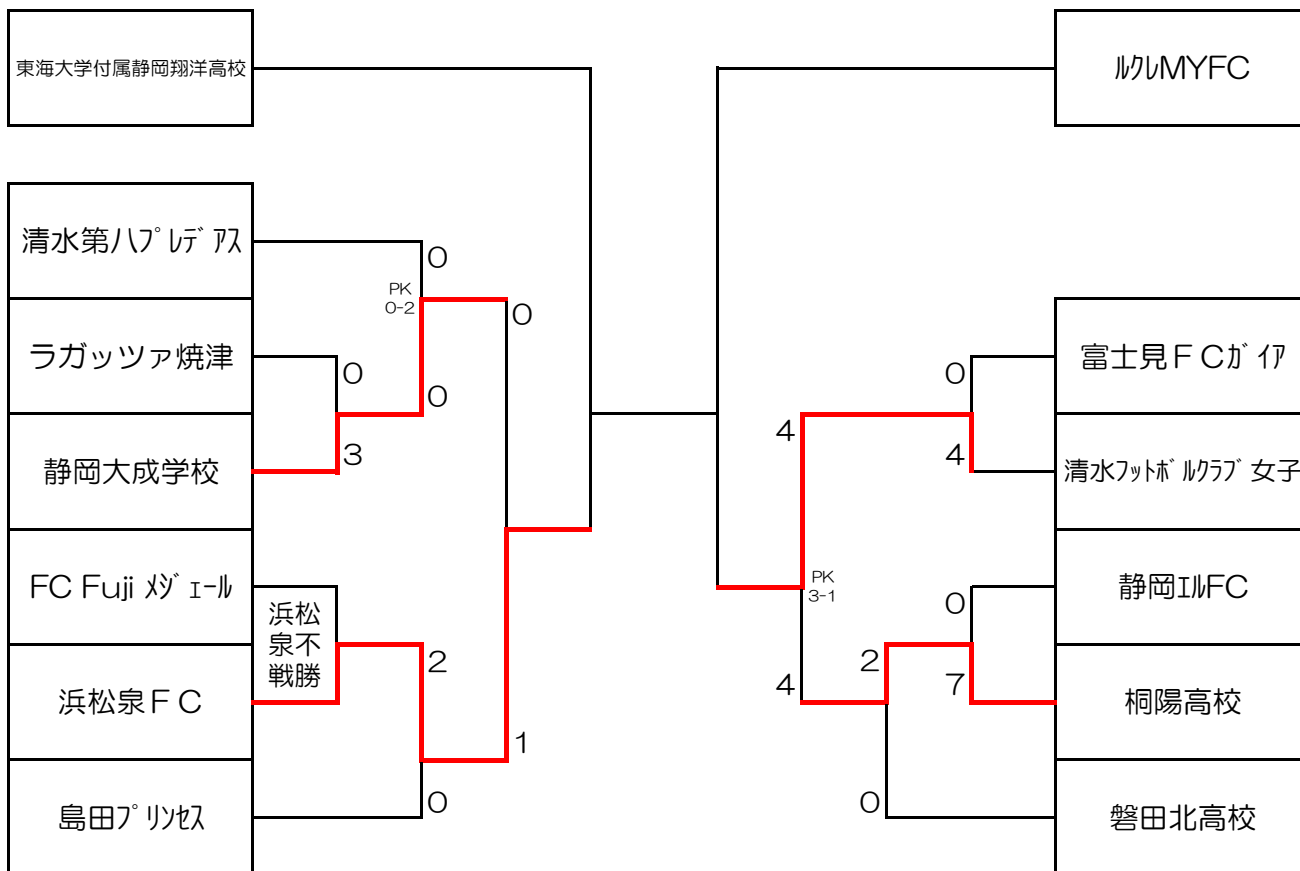 東海大学付属静岡翔洋高校
ﾙｸﾚMYFC
清水第八ﾌﾟﾚﾃﾞｱｽ
0
PK
0-2
0
ラガッツァ焼津
0
0
静岡大成学校
3
FC Fuji ﾒｼﾞｪｰﾙ
浜松
泉不
戦勝
2
浜松泉ＦＣ
1
島田ﾌﾟﾘﾝｾｽ
0
富士見ＦＣｶﾞｲｱ
0
4
清水ﾌｯﾄﾎﾞﾙｸﾗﾌﾞ女子
4
PK
3-1
静岡ｴﾙFC
0
2
4
7
桐陽高校
0
磐田北高校